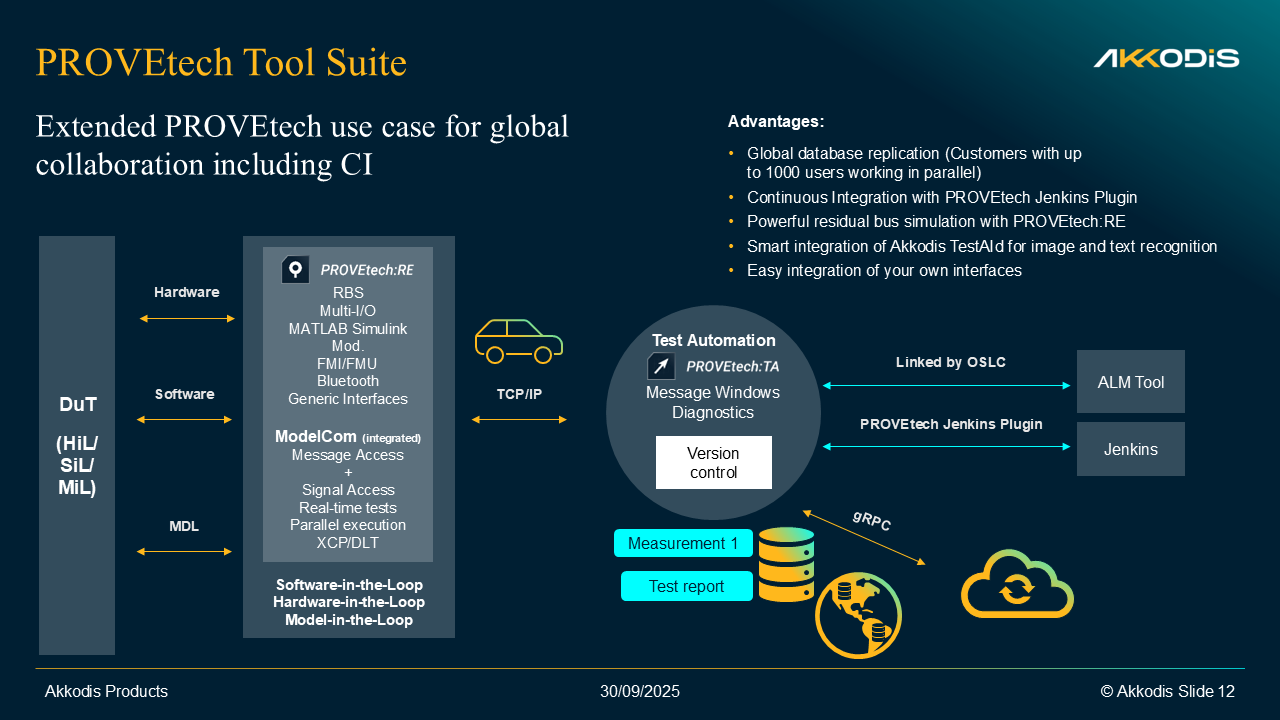 PROVEtech Tool Suite
AKKODiS
Extended PROVEtech use case for global
collaboration including CI
Advantages:
• Global database replication (Customers with up
to 1000 users working in parallel)
• Continuous Integration with PROVEtech Jenkins Plugin
• Powerful residual bus simulation with PROVEtech:RE
• Smart integration of Akkodis TestAId for image and text recognition
• Easy integration of your own interfaces
DuT
(HiL/
SiL/
MiL)
Hardware
Software
MDL
PROVEtech:RE
RBS
Multi-I/O
MATLAB Simulink
Mod.
FMI/FMU
Bluetooth
Generic Interfaces
ModelCom (integrated)
Message Access
+
Signal Access
Real-time tests
Parallel execution
XCP/DLT
Software-in-the-Loop
Hardware-in-the-Loop
Model-in-the-Loop
TCP/IP
Test Automation
PROVEtech:TA
Message Windows
Diagnostics
Version
control
Linked by OSLC
ALM Tool
PROVEtech Jenkins Plugin
Jenkins
gRPC
Measurement 1
Test report
Akkodis Products
30/09/2025
© Akkodis Slide 12